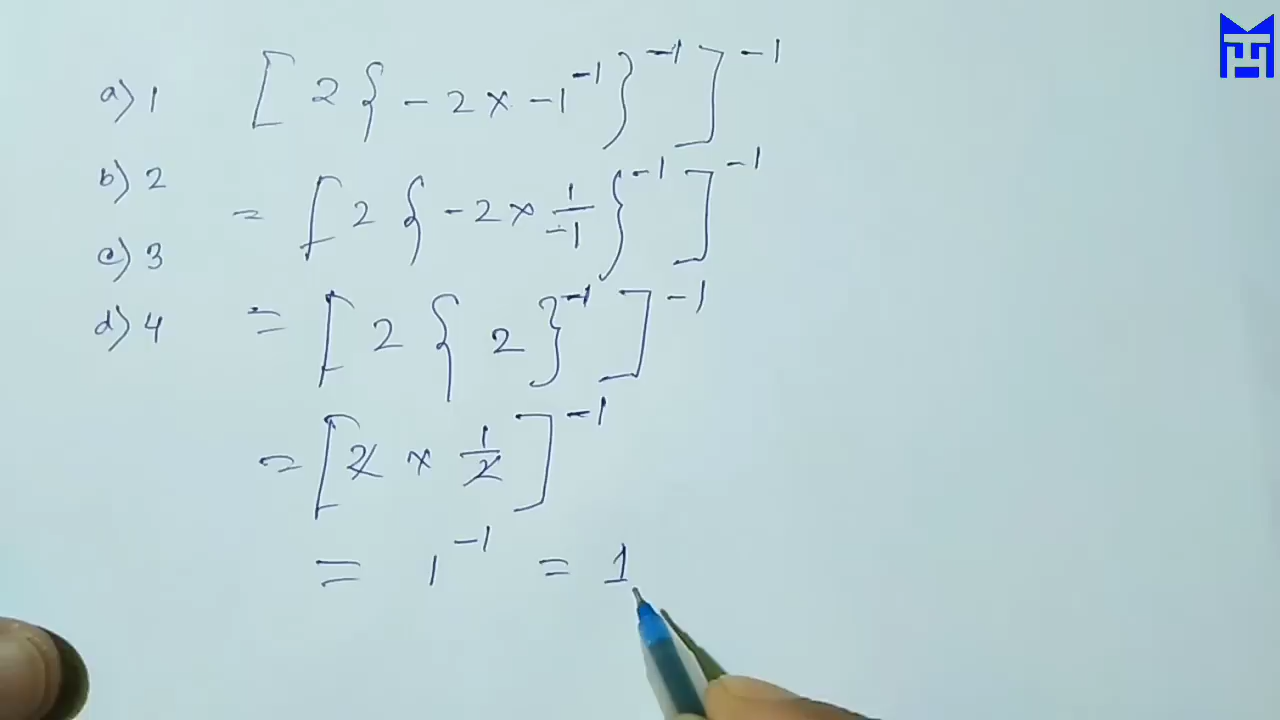 a) 1
b) 2
c) 3
d) 4
[ 2 { - 2 × -1^-1 }^-1 ]^-1
= [ 2 { -2 × 1/-1 }^-1 ]^-1
= [ 2 { 2 }^-1 ]^-1
= [ 2 × 1/2 ]^-1
= 1^-1 = 1